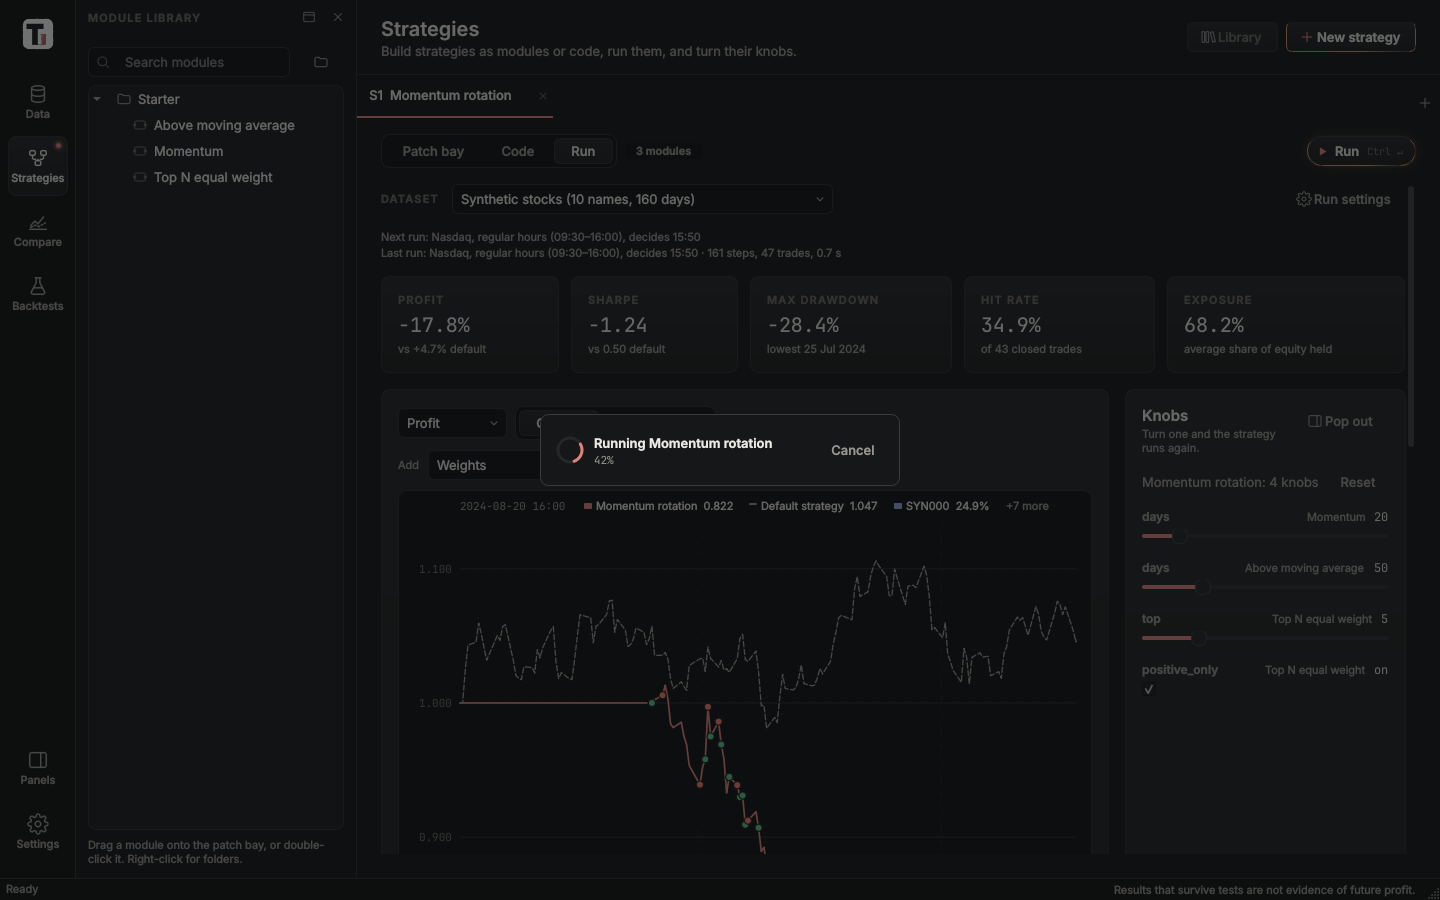 MODULE LIBRARY
Search modules
Starter
Above moving average
Momentum
Top N equal weight
Drag a module onto the patch bay, or double-
click it. Right-click for folders.
Data
Strategies
Compare
Backtests
Panels
Settings
Strategies
Build strategies as modules or code, run them, and turn their knobs.
Library
+ New strategy
S1 Momentum rotation
Patch bay
Code
Run
3 modules
Run Ctrl
DATASET
Synthetic stocks (10 names, 160 days)
Run settings
Next run: Nasdaq, regular hours (09:30–16:00), decides 15:50
Last run: Nasdaq, regular hours (09:30–16:00), decides 15:50 · 161 steps, 47 trades, 0.7 s
PROFIT
-17.8%
vs +4.7% default
SHARPE
-1.24
vs 0.50 default
MAX DRAWDOWN
-28.4%
lowest 25 Jul 2024
HIT RATE
34.9%
of 43 closed trades
EXPOSURE
68.2%
average share of equity held
Profit
Add
Weights
Running Momentum rotation
42%
Cancel
2024-08-20 16:00
Momentum rotation 0.822
Default strategy 1.047
SYN000 24.9%
+7 more
1.100
1.000
0.900
Knobs
Turn one and the strategy
runs again.
Pop out
Momentum rotation: 4 knobs
Reset
days Momentum 20
days Above moving average 50
top Top N equal weight 5
positive_only Top N equal weight on
Ready
Results that survive tests are not evidence of future profit.